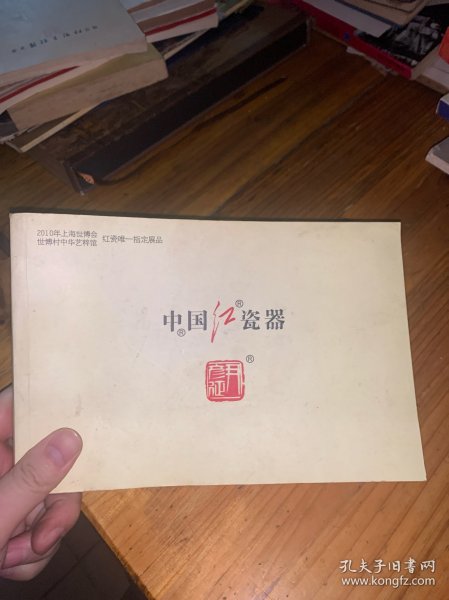 2010年上海世博会
世博村中华艺粹馆 红瓷唯一指定展品
中®国红®瓷器
®
孔夫子旧书网
www.kongfz.com